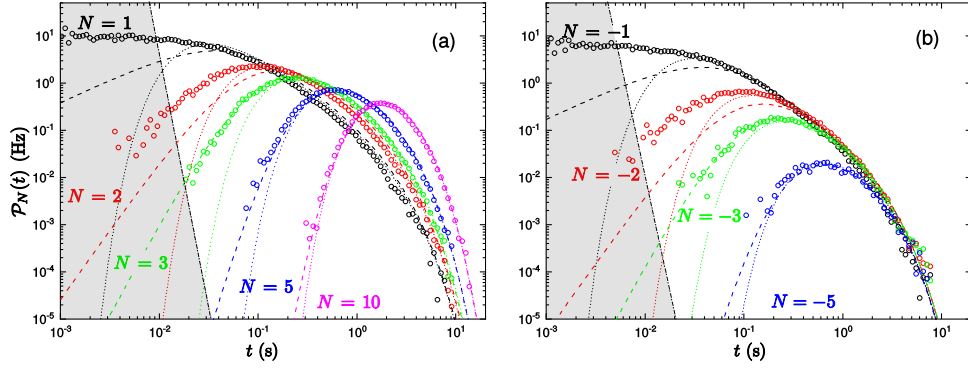 (a)
N = 1
N = 2
N = 3
N = 5
N = 10
10^1
10^0
10^-1
10^-2
10^-3
10^-4
10^-5
𝒫_N(t) (Hz)
10^-3 10^-2 10^-1 10^0 10^1
t (s)
(b)
N = −1
N = −2
N = −3
N = −5
10^1
10^0
10^-1
10^-2
10^-3
10^-4
10^-5
10^-3 10^-2 10^-1 10^0 10^1
t (s)